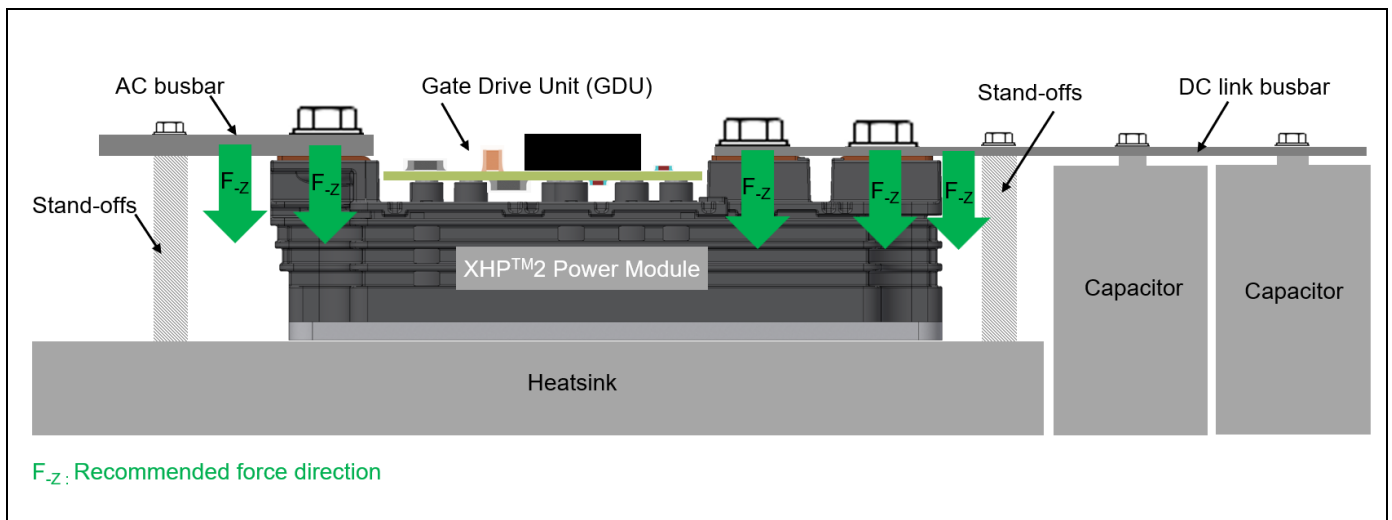 AC busbar
Gate Drive Unit (GDU)
Stand-offs
DC link busbar
Stand-offs
F-Z
F-Z
F-Z
F-Z
F-Z
XHP™2 Power Module
Capacitor
Capacitor
Heatsink
F-Z : Recommended force direction